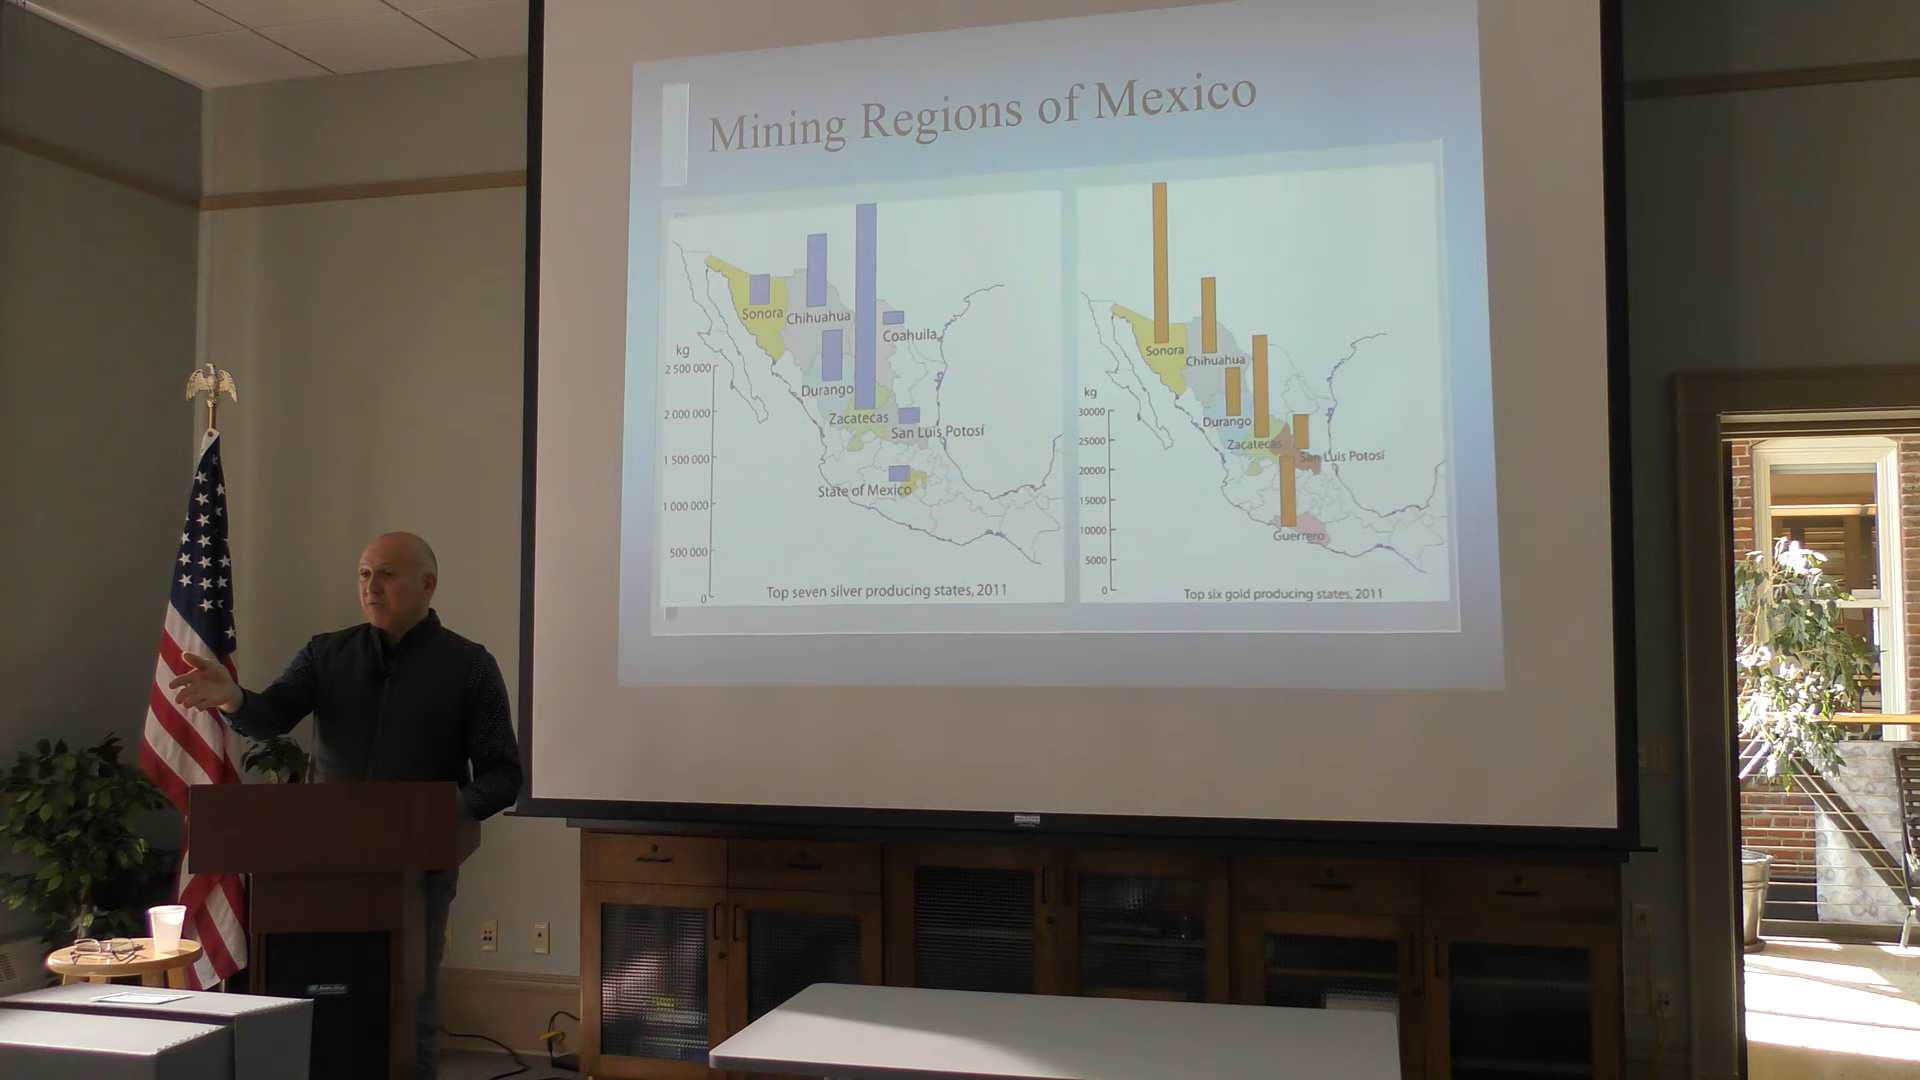 Mining Regions of Mexico
Sonora
Chihuahua
Coahuila
Durango
Zacatecas
San Luis Potosí
State of Mexico
kg
2 500 000
2 000 000
1 500 000
1 000 000
500 000
0
Top seven silver producing states, 2011
Sonora
Chihuahua
Durango
Zacatecas
San Luis Potosí
Guerrero
kg
30000
25000
20000
15000
10000
5000
0
Top six gold producing states, 2011